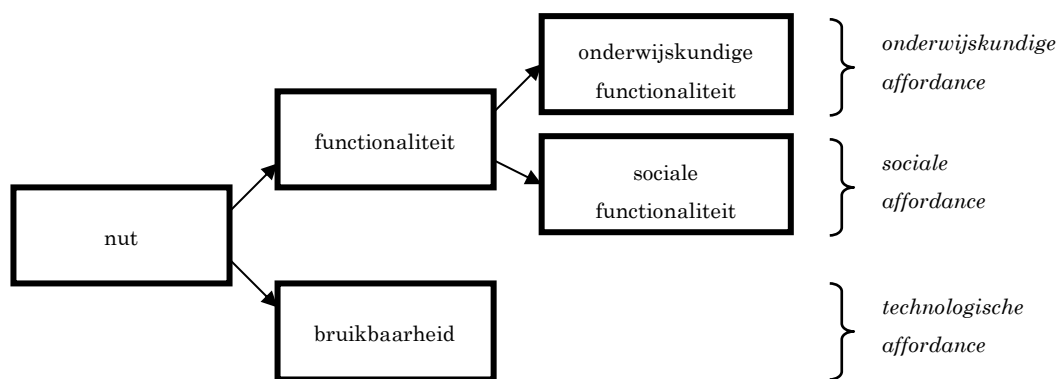 onderwijskundige
functionaliteit
onderwijskundige
affordance
functionaliteit
sociale
functionaliteit
sociale
affordance
nut
bruikbaarheid
technologische
affordance